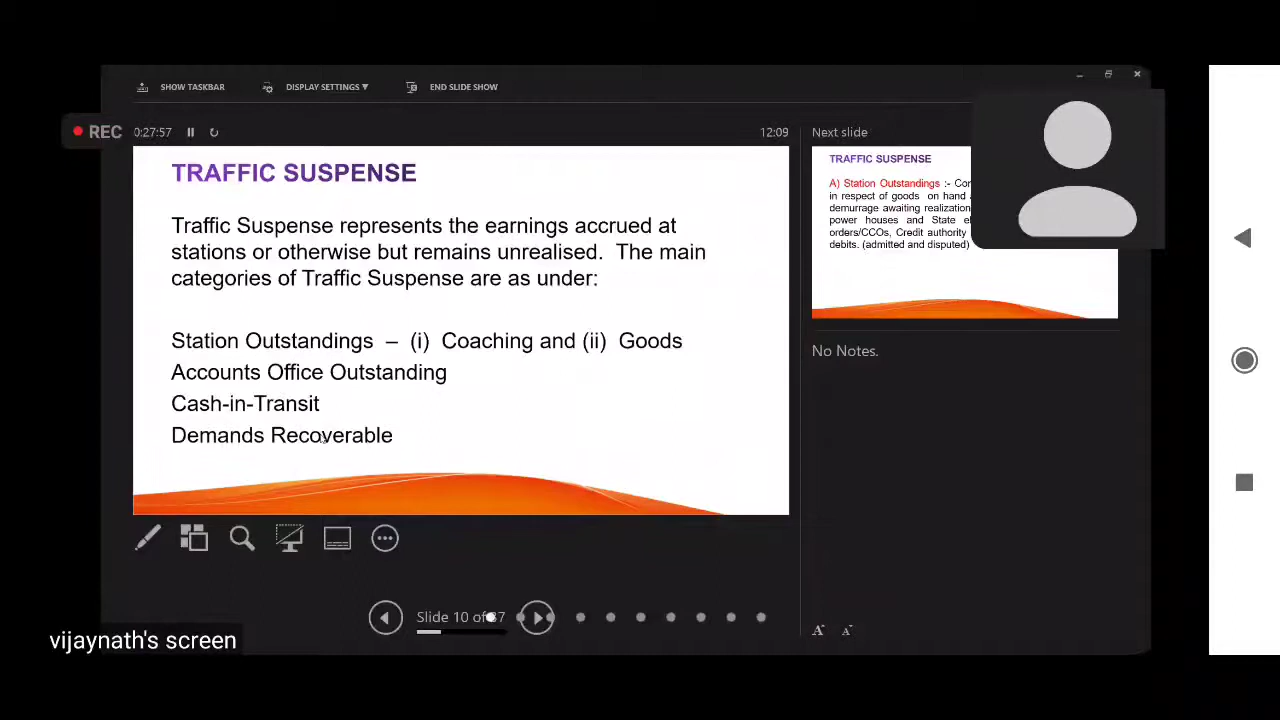 SHOW TASKBAR
DISPLAY SETTINGS ▼
END SLIDE SHOW
REC
0:27:57
12:09
Next slide
TRAFFIC SUSPENSE
Traffic Suspense represents the earnings accrued at
stations or otherwise but remains unrealised. The main
categories of Traffic Suspense are as under:
Station Outstandings – (i) Coaching and (ii) Goods
Accounts Office Outstanding
Cash-in-Transit
Demands Recoverable
TRAFFIC SUSPENSE
A) Station Outstandings :-
in respect of goods on hand
demurrage awaiting realization
power houses and State
orders/CCOs, Credit authority
debits. (admitted and disputed)
No Notes.
Slide 10 of 37
vijaynath's screen